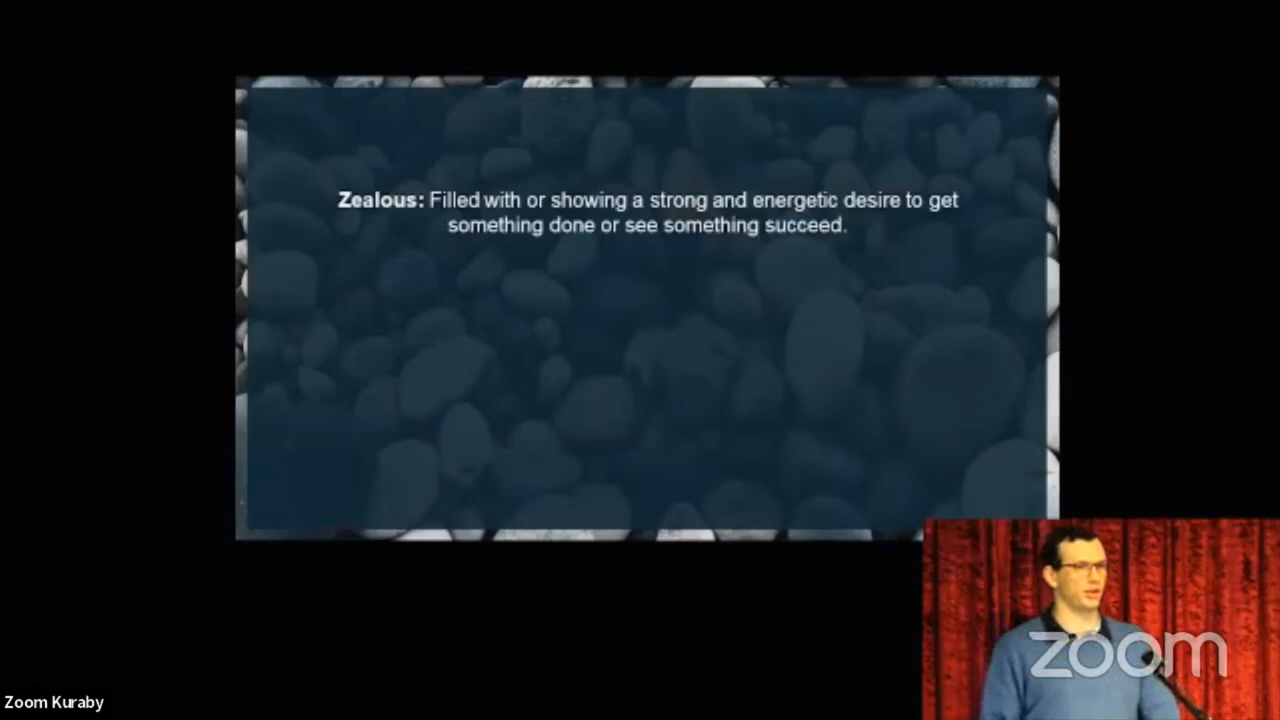 Zealous: Filled with or showing a strong and energetic desire to get
something done or see something succeed.
zoom
Zoom Kuraby